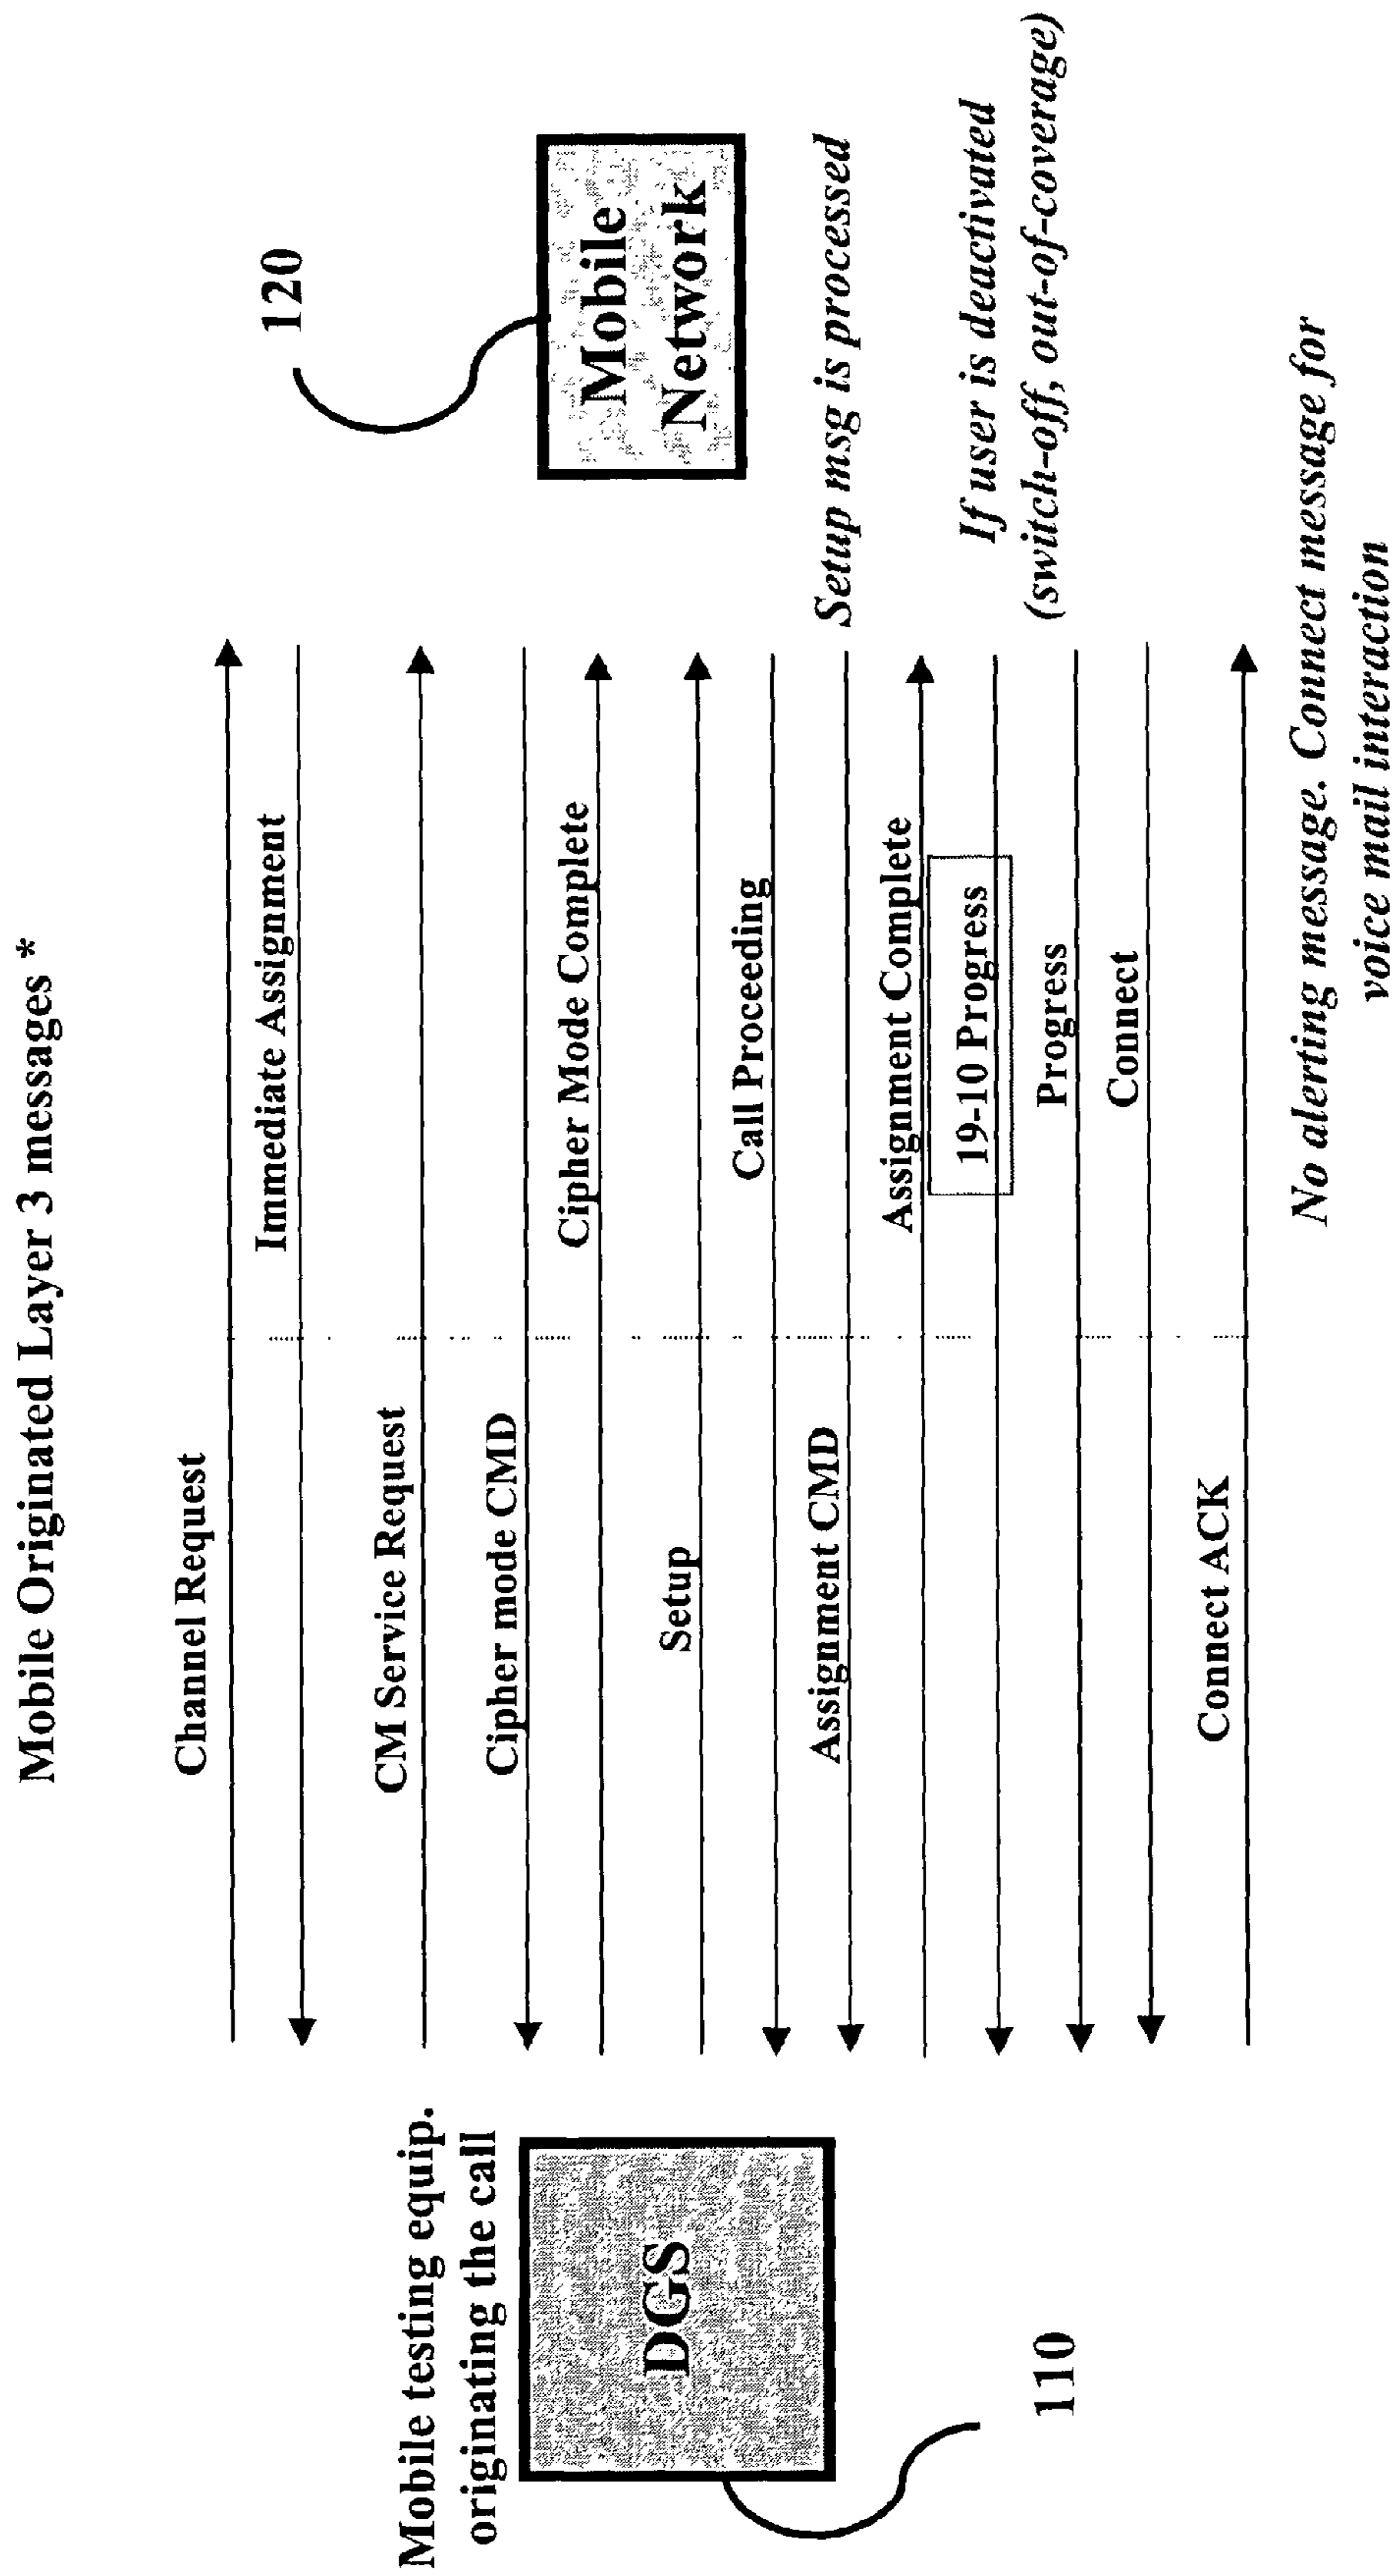 Mobile Originated Layer 3 messages *
Channel Request
Immediate Assignment
120
Mobile testing equip.
originating the call
CM Service Request
Cipher mode CMD
Cipher Mode Complete
DGS
Mobile
Network
Setup
Call Proceeding
Assignment CMD
Setup msg is processed
Assignment Complete
19-10 Progress
If user is deactivated
(switch-off, out-of-coverage)
110
Progress
Connect
Connect ACK
No alerting message. Connect message for
voice mail interaction